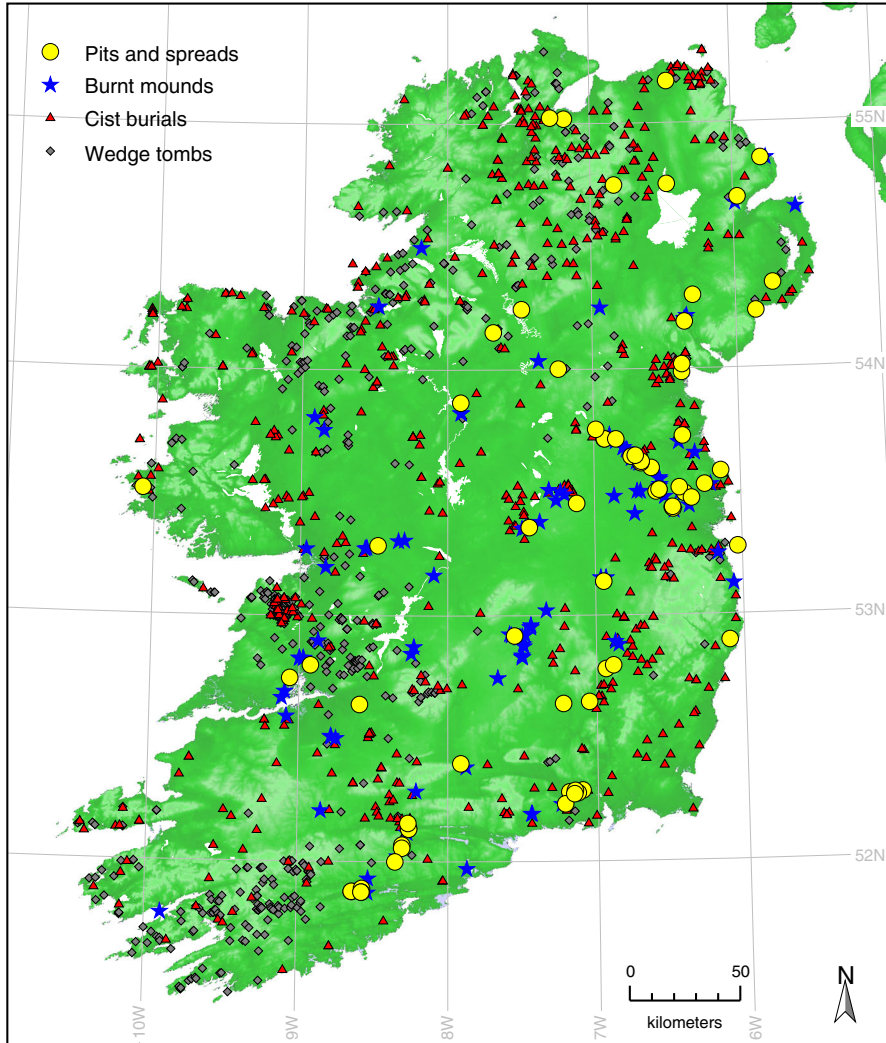 Pits and spreads
Burnt mounds
Cist burials
Wedge tombs
55N
54N
53N
52N
0 50
kilometers
N
10W
9W
8W
7W
6W